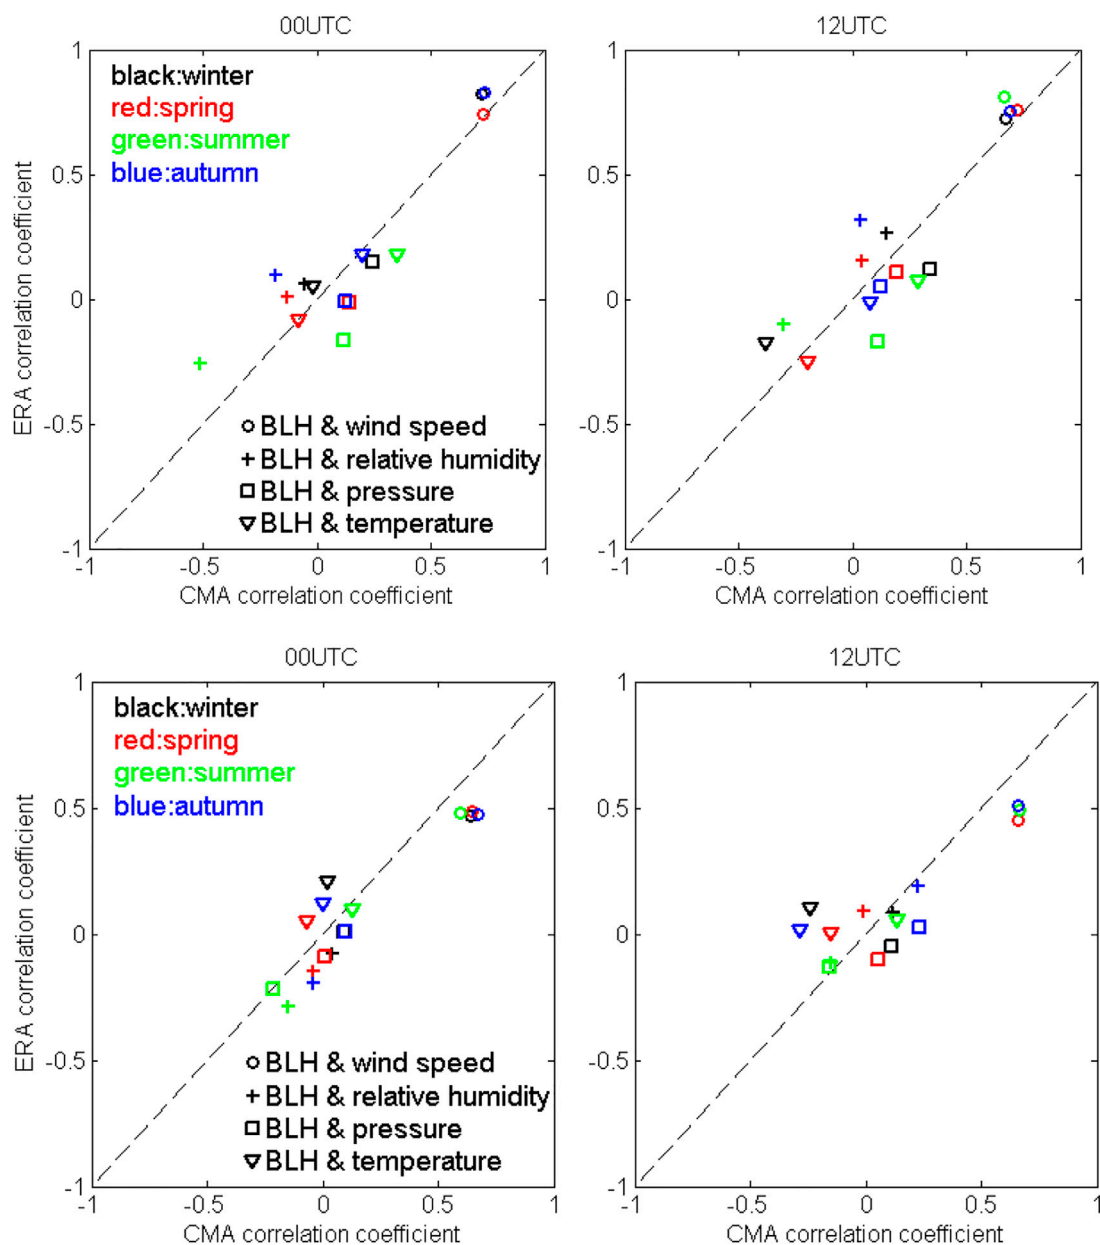 00UTC
12UTC
black:winter
red:spring
green:summer
blue:autumn
1
0.5
0
-0.5
-1
ERA correlation coefficient
BLH & wind speed
BLH & relative humidity
BLH & pressure
BLH & temperature
-1
-0.5
0
0.5
1
CMA correlation coefficient
1
0.5
0
-0.5
-1
-1
-0.5
0
0.5
1
CMA correlation coefficient
00UTC
12UTC
black:winter
red:spring
green:summer
blue:autumn
1
0.5
0
-0.5
-1
ERA correlation coefficient
BLH & wind speed
BLH & relative humidity
BLH & pressure
BLH & temperature
-1
-0.5
0
0.5
1
CMA correlation coefficient
1
0.5
0
-0.5
-1
-1
-0.5
0
0.5
1
CMA correlation coefficient